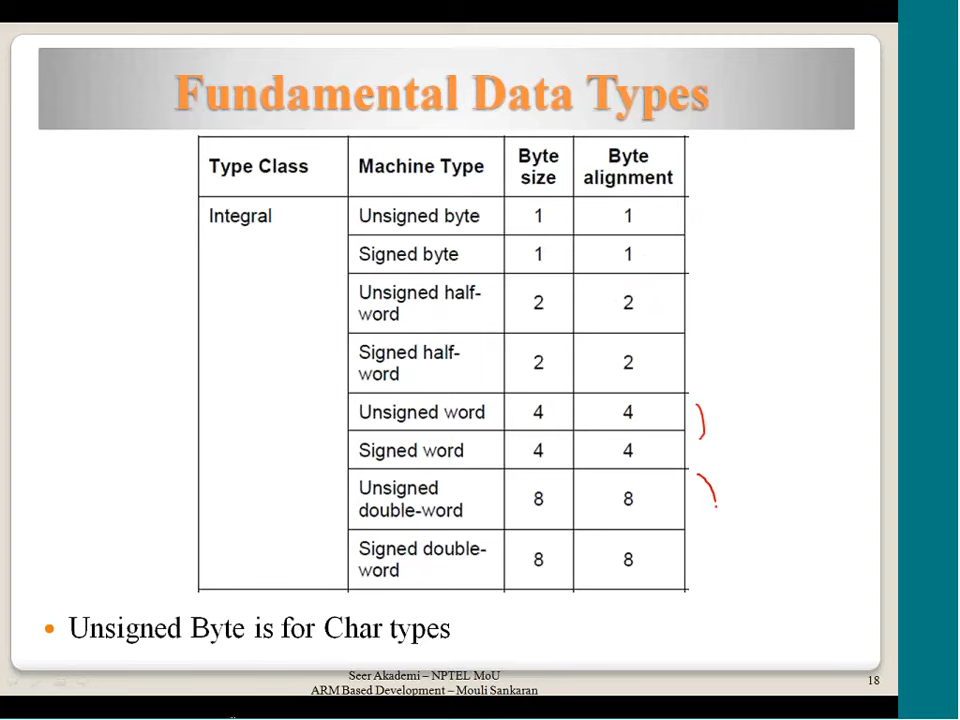 Fundamental Data Types
Type Class Machine Type Byte size Byte alignment
Integral Unsigned byte 1 1
Signed byte 1 1
Unsigned half-word 2 2
Signed half-word 2 2
Unsigned word 4 4
Signed word 4 4
Unsigned double-word 8 8
Signed double-word 8 8
• Unsigned Byte is for Char types
Seer Akademi – NPTEL MoU
ARM Based Development – Mouli Sankaran
18